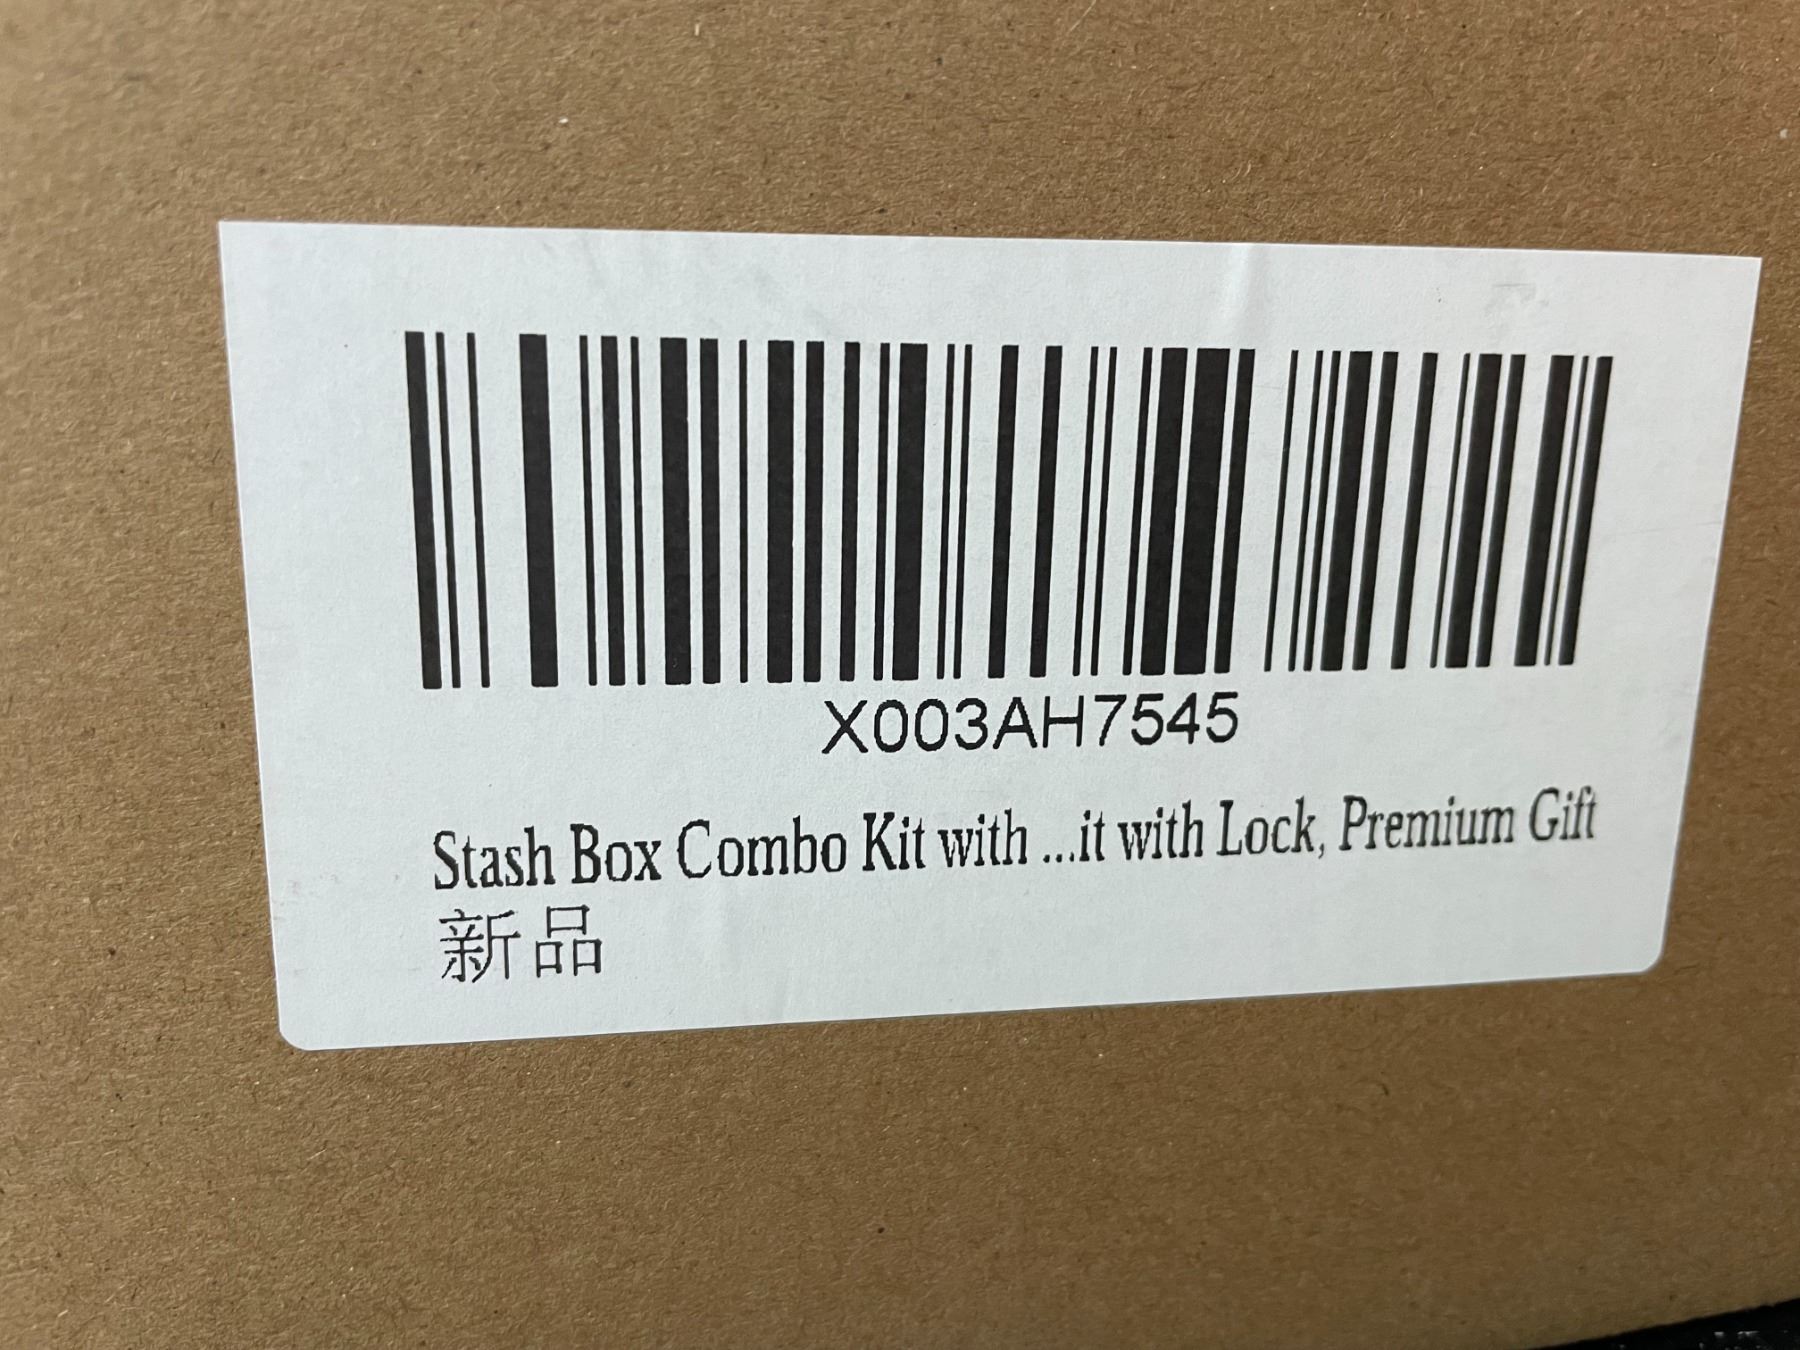 X003AH7545
Stash Box Combo Kit with ...it with Lock, Premium Gift
新品